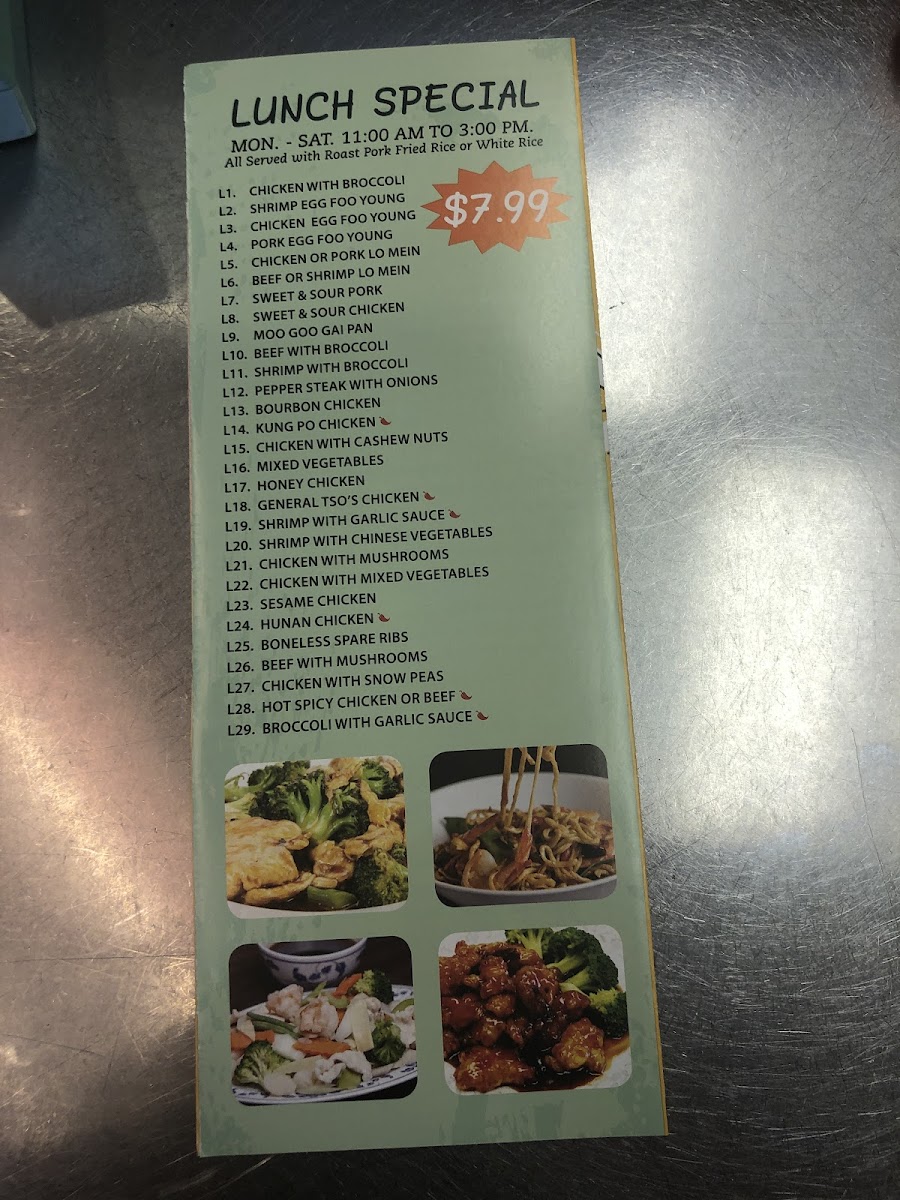 LUNCH SPECIAL
MON. - SAT. 11:00 AM TO 3:00 PM.
All Served with Roast Pork Fried Rice or White Rice
$7.99
L1. CHICKEN WITH BROCCOLI
L2. SHRIMP EGG FOO YOUNG
L3. CHICKEN EGG FOO YOUNG
L4. PORK EGG FOO YOUNG
L5. CHICKEN OR PORK LO MEIN
L6. BEEF OR SHRIMP LO MEIN
L7. SWEET & SOUR PORK
L8. SWEET & SOUR CHICKEN
L9. MOO GOO GAI PAN
L10. BEEF WITH BROCCOLI
L11. SHRIMP WITH BROCCOLI
L12. PEPPER STEAK WITH ONIONS
L13. BOURBON CHICKEN
L14. KUNG PO CHICKEN
L15. CHICKEN WITH CASHEW NUTS
L16. MIXED VEGETABLES
L17. HONEY CHICKEN
L18. GENERAL TSO'S CHICKEN
L19. SHRIMP WITH GARLIC SAUCE
L20. SHRIMP WITH CHINESE VEGETABLES
L21. CHICKEN WITH MUSHROOMS
L22. CHICKEN WITH MIXED VEGETABLES
L23. SESAME CHICKEN
L24. HUNAN CHICKEN
L25. BONELESS SPARE RIBS
L26. BEEF WITH MUSHROOMS
L27. CHICKEN WITH SNOW PEAS
L28. HOT SPICY CHICKEN OR BEEF
L29. BROCCOLI WITH GARLIC SAUCE